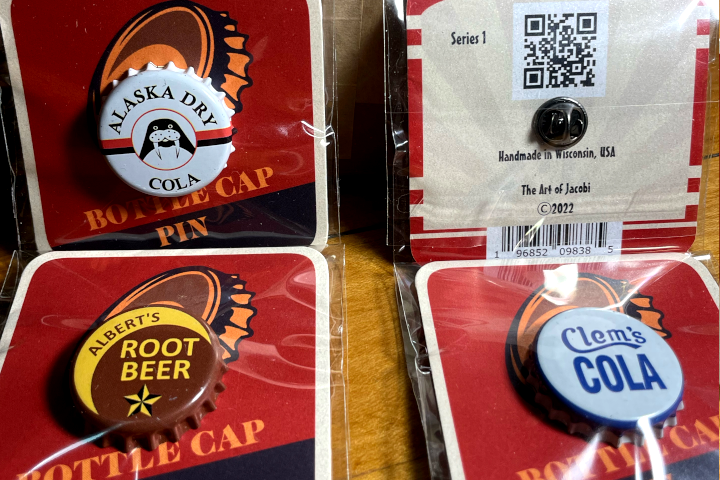 ALASKA DRY
COLA
BOTTLE CAP
PIN
Series 1
Handmade in Wisconsin, USA
The Art of Jacobi
©2022
1 96852 09838 5
ALBERT'S
ROOT
BEER
BOTTLE CAP
Clem's
COLA
BOTTLE CAP